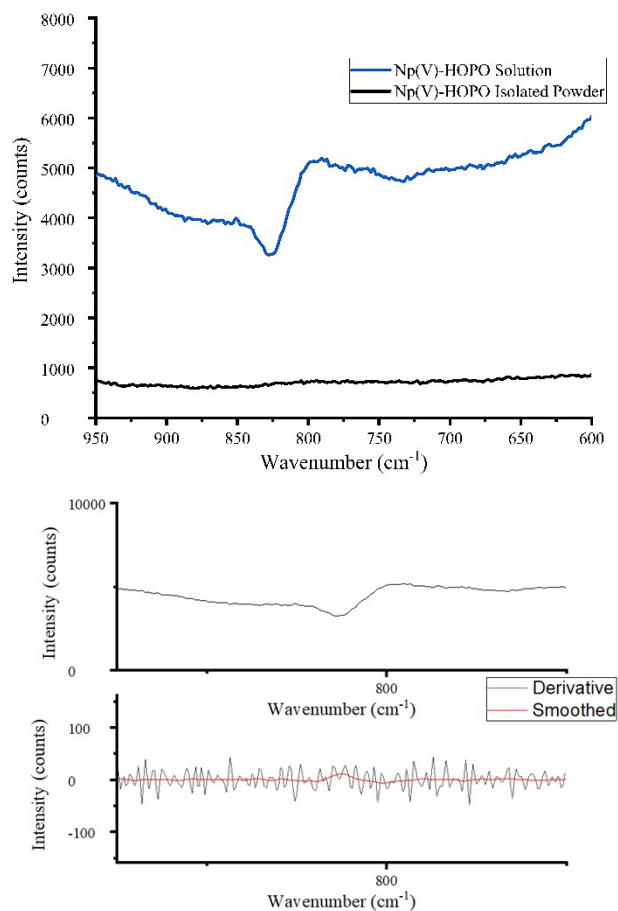 8000
7000
6000
5000
4000
3000
2000
1000
0
Intensity (counts)
Np(V)-HOPO Solution
Np(V)-HOPO Isolated Powder
950 900 850 800 750 700 650 600
Wavenumber (cm⁻¹)
10000
0
Intensity (counts)
800
Wavenumber (cm⁻¹)
Derivative
Smoothed
100
0
-100
Intensity (counts)
800
Wavenumber (cm⁻¹)